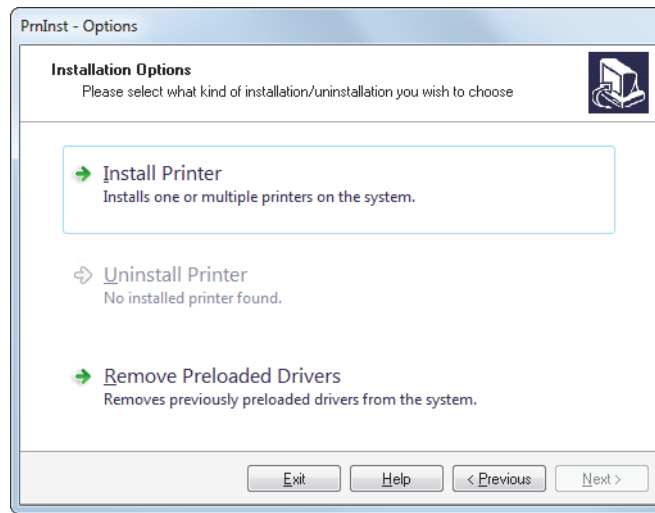 PrnInst - Options
Installation Options
Please select what kind of installation/uninstallation you wish to choose
Install Printer
Installs one or multiple printers on the system.
Uninstall Printer
No installed printer found.
Remove Preloaded Drivers
Removes previously preloaded drivers from the system.
Exit Help < Previous Next >